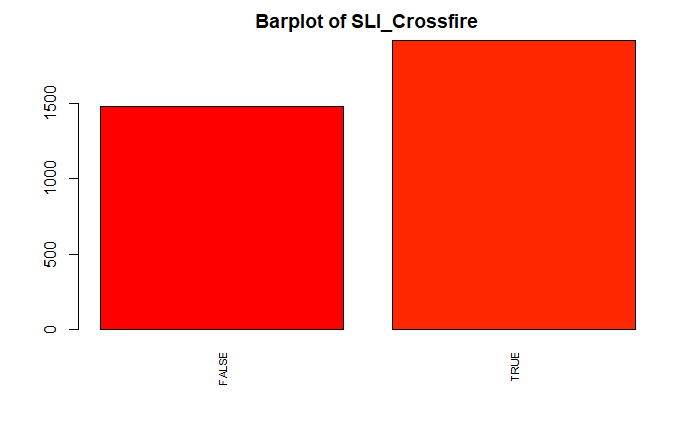 Barplot of SLI_Crossfire
1500
1000
500
0
FALSE
TRUE